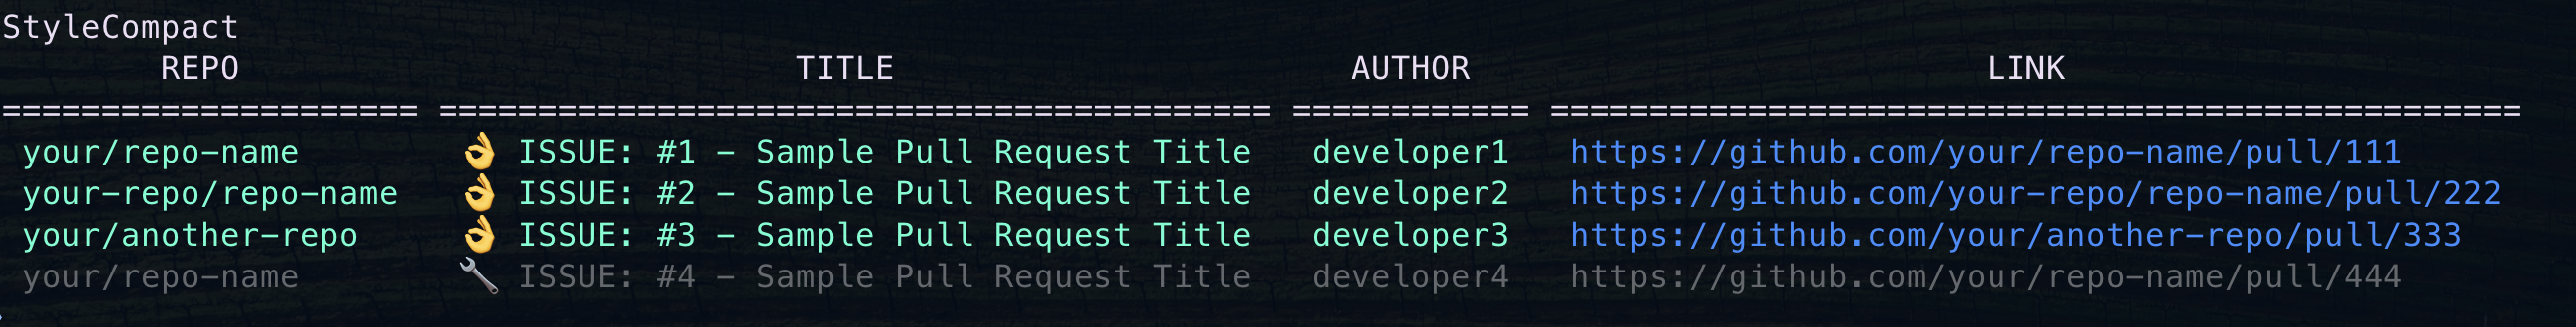 StyleCompact
REPO TITLE AUTHOR LINK
===================== ========================================== ============ =================================================
your/repo-name 👌 ISSUE: #1 - Sample Pull Request Title developer1 https://github.com/your/repo-name/pull/111
your-repo/repo-name 👌 ISSUE: #2 - Sample Pull Request Title developer2 https://github.com/your-repo/repo-name/pull/222
your/another-repo 👌 ISSUE: #3 - Sample Pull Request Title developer3 https://github.com/your/another-repo/pull/333
your/repo-name 🔧 ISSUE: #4 - Sample Pull Request Title developer4 https://github.com/your/repo-name/pull/444